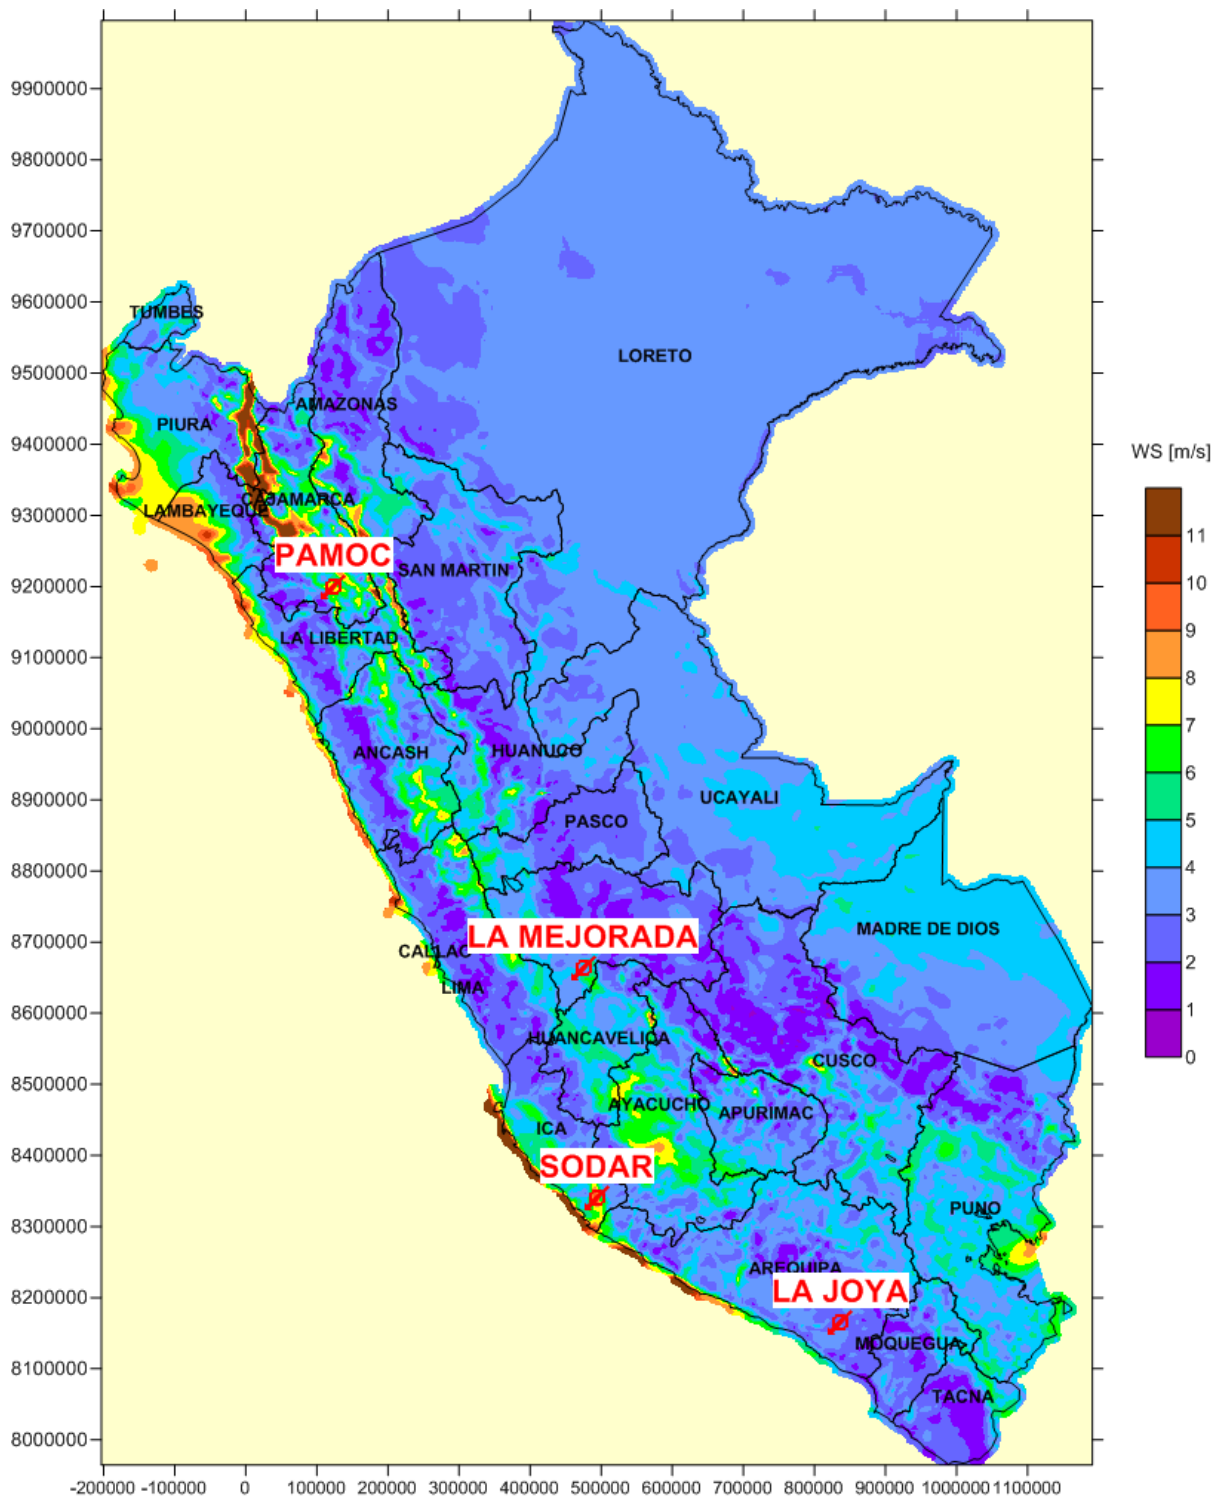 9900000
9800000
9700000
9600000
TUMBES
LORETO
9500000
AMAZONAS
PIURA
WS [m/s]
9400000
CAJAMARCA
LAMBAYEQUE
9300000
11
PAMOC
SAN MARTIN
10
9200000
9
LA LIBERTAD
9100000
8
9000000
7
ANCASH
HUANUCO
8900000
UCAYALI
6
PASCO
5
8800000
4
MADRE DE DIOS
LA MEJORADA
3
8700000
CALLAO
2
LIMA
8600000
1
HUANCAVELICA
CUSCO
0
8500000
AYACUCHO
APURIMAC
ICA
8400000
SODAR
PUNO
8300000
AREQUIPA
8200000
LA JOYA
MOQUEGUA
8100000
TACNA
8000000
-200000 -100000 0 100000 200000 300000 400000 500000 600000 700000 800000 900000 1000000 1100000